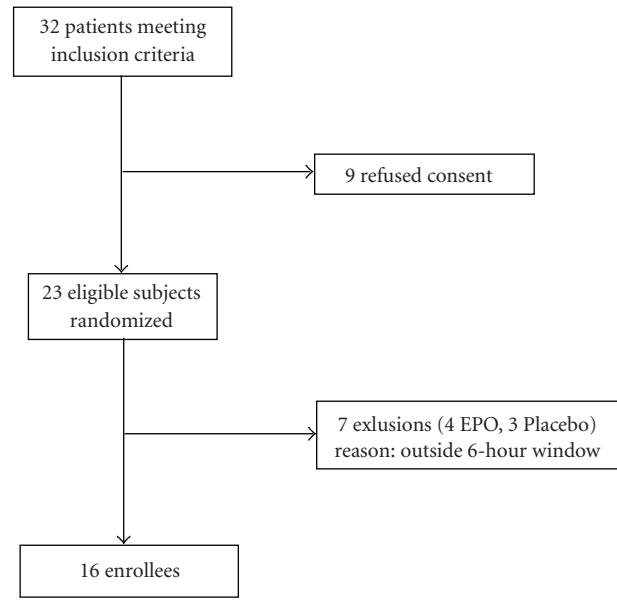 32 patients meeting
inclusion criteria
9 refused consent
23 eligible subjects
randomized
7 exlusions (4 EPO, 3 Placebo)
reason: outside 6-hour window
16 enrollees